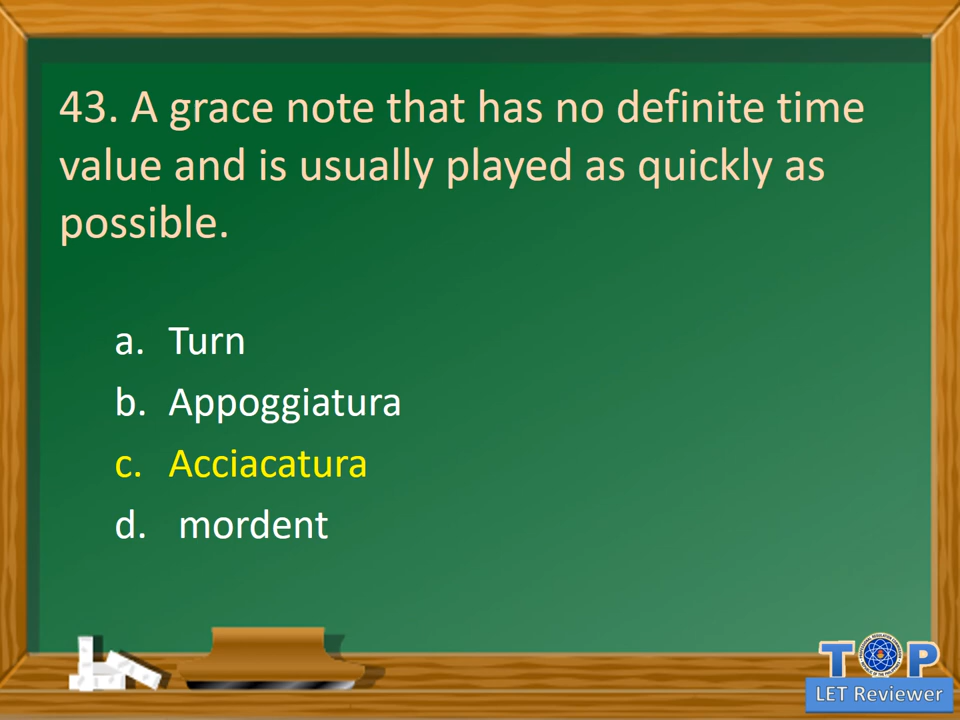 43. A grace note that has no definite time
value and is usually played as quickly as
possible.
a. Turn
b. Appoggiatura
c. Acciacatura
d. mordent
TOP
LET Reviewer